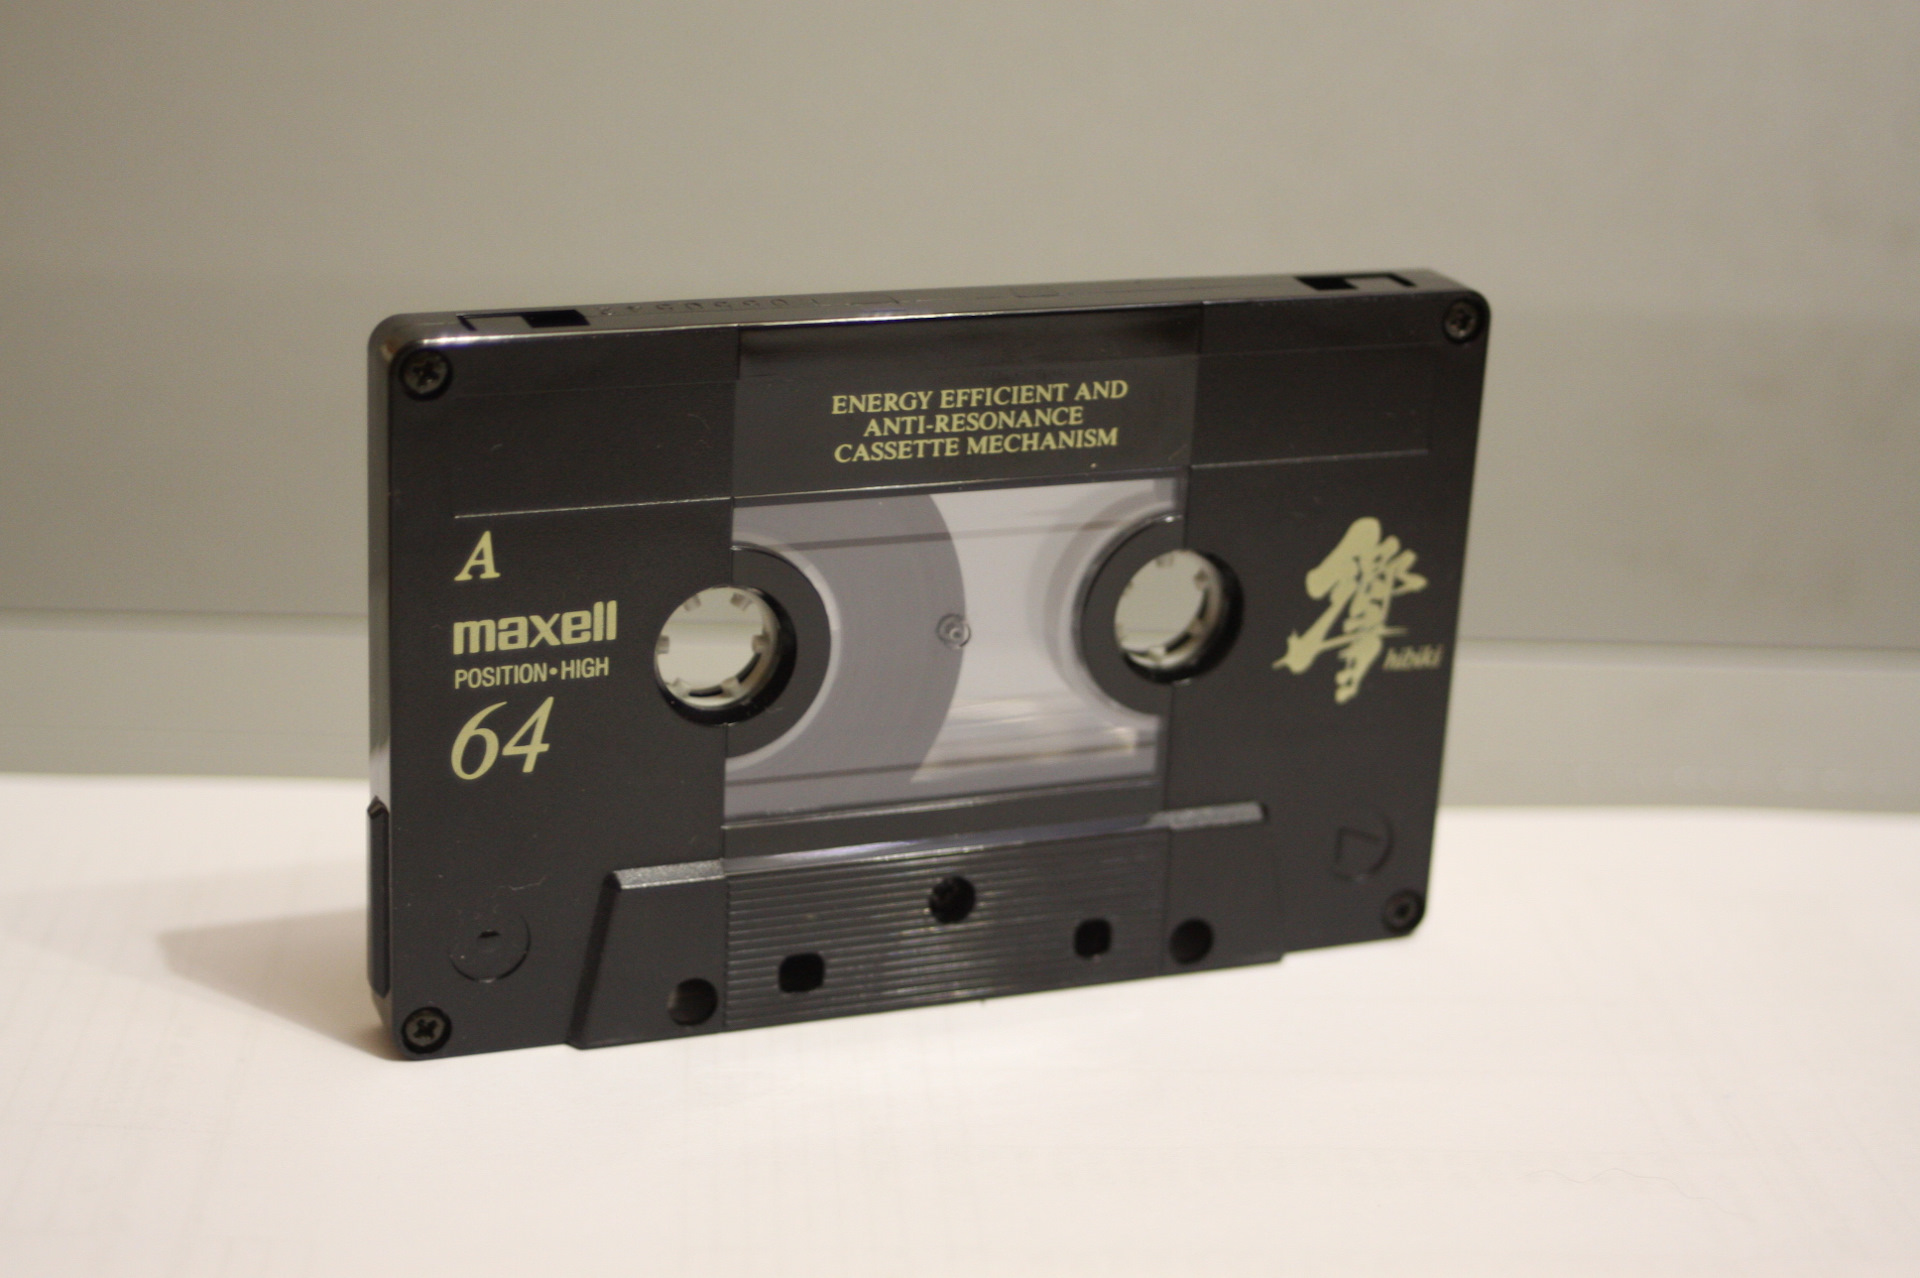 ENERGY EFFICIENT AND
ANTI-RESONANCE
CASSETTE MECHANISM
A
maxell
POSITION•HIGH
64
響
hibiki